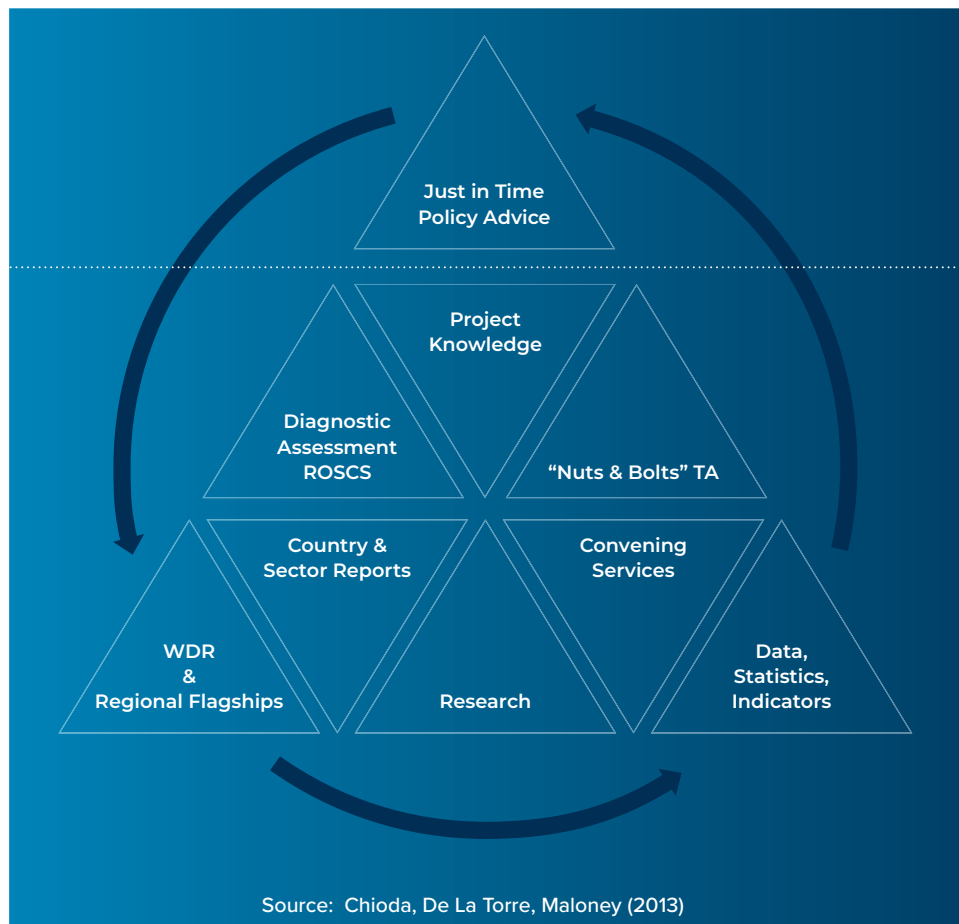 Just in Time
Policy Advice
Project
Knowledge
Diagnostic
Assessment
ROSCS
“Nuts & Bolts” TA
Country &
Sector Reports
Convening
Services
WDR
&
Regional Flagships
Research
Data,
Statistics,
Indicators
Source: Chioda, De La Torre, Maloney (2013)